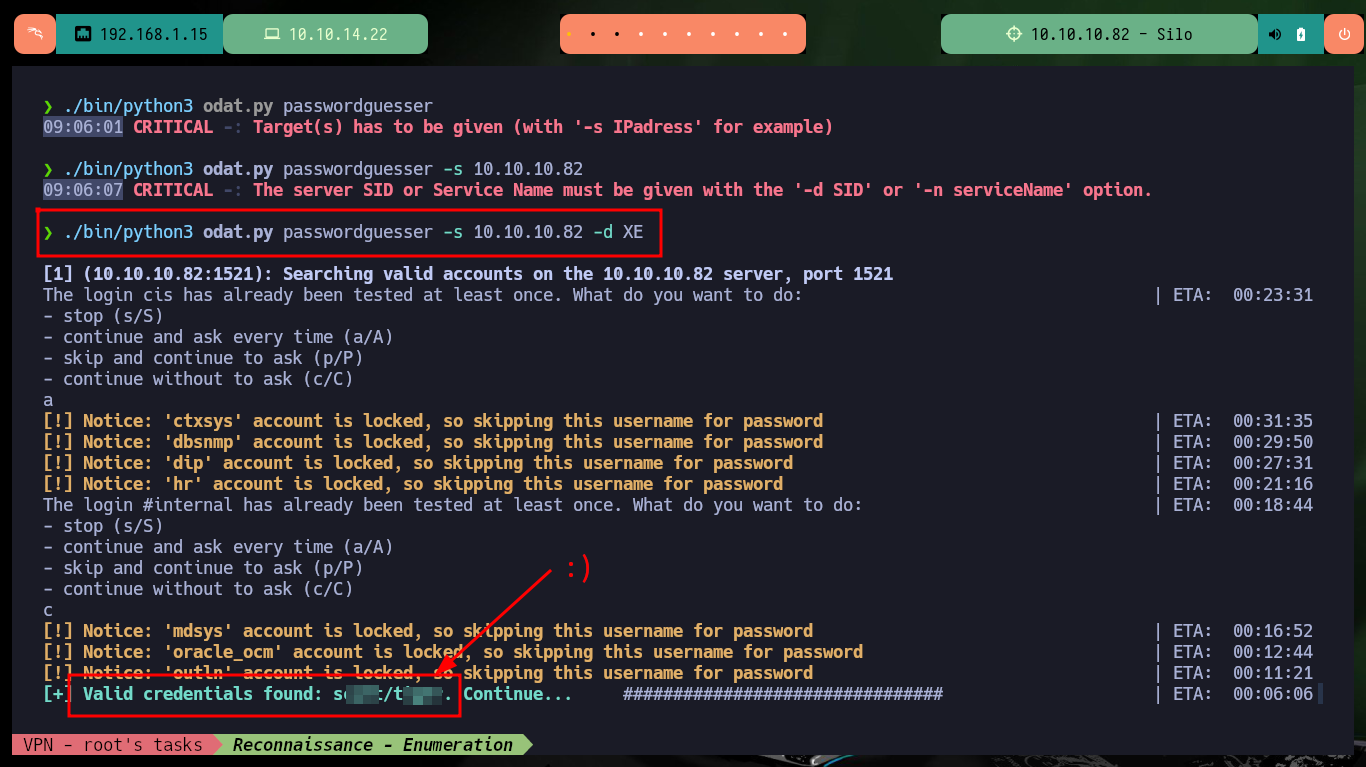 192.168.1.15
10.10.14.22
10.10.10.82 - Silo
❯ ./bin/python3 odat.py passwordguesser
09:06:01 CRITICAL -: Target(s) has to be given (with '-s IPadress' for example)
❯ ./bin/python3 odat.py passwordguesser -s 10.10.10.82
09:06:07 CRITICAL -: The server SID or Service Name must be given with the '-d SID' or '-n serviceName' option.
❯ ./bin/python3 odat.py passwordguesser -s 10.10.10.82 -d XE
[1] (10.10.10.82:1521): Searching valid accounts on the 10.10.10.82 server, port 1521
The login cis has already been tested at least once. What do you want to do: | ETA: 00:23:31
- stop (s/S)
- continue and ask every time (a/A)
- skip and continue to ask (p/P)
- continue without to ask (c/C)
a
[!] Notice: 'ctxsys' account is locked, so skipping this username for password | ETA: 00:31:35
[!] Notice: 'dbsnmp' account is locked, so skipping this username for password | ETA: 00:29:50
[!] Notice: 'dip' account is locked, so skipping this username for password | ETA: 00:27:31
[!] Notice: 'hr' account is locked, so skipping this username for password | ETA: 00:21:16
The login #internal has already been tested at least once. What do you want to do: | ETA: 00:18:44
- stop (s/S)
- continue and ask every time (a/A)
- skip and continue to ask (p/P)
- continue without to ask (c/C)
:)
c
[!] Notice: 'mdsys' account is locked, so skipping this username for password | ETA: 00:16:52
[!] Notice: 'oracle_ocm' account is locked, so skipping this username for password | ETA: 00:12:44
[!] Notice: 'outln' account is locked, so skipping this username for password | ETA: 00:11:21
[+] Valid credentials found: Continue... ################################ | ETA: 00:06:06
VPN - root's tasks Reconnaissance - Enumeration